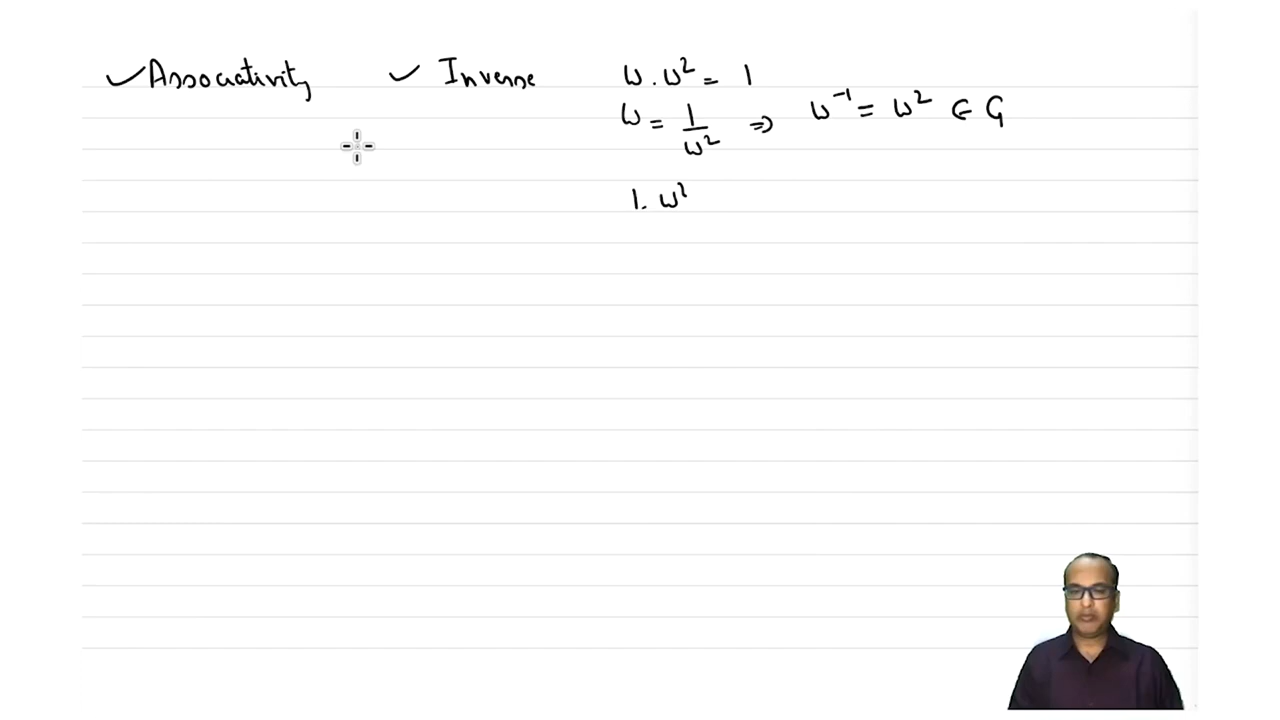 ✓Associativity ✓ Inverse ω . ω² = 1
ω = 1/ω² ⇒ ω⁻¹ = ω² ∈ G
1. ω²